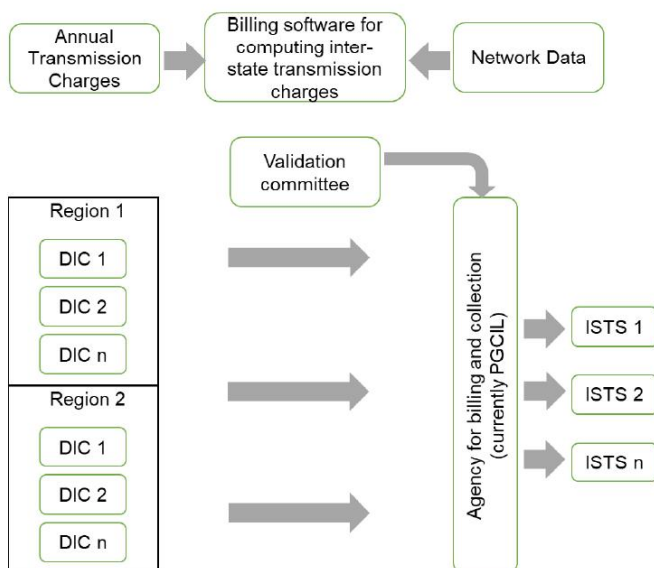 Annual
Transmission
Charges
Billing software for
computing inter-
state transmission
charges
Network Data
Validation
committee
Region 1
DIC 1
DIC 2
DIC n
Region 2
DIC 1
DIC 2
DIC n
Agency for billing and collection
(currently PGCIL)
ISTS 1
ISTS 2
ISTS n